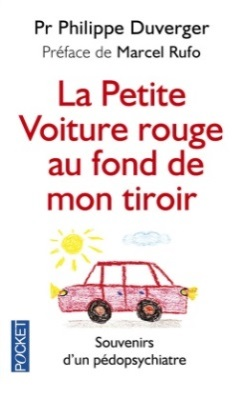 Pr Philippe Duverger
Préface de Marcel Rufo
La Petite
Voiture rouge
au fond de
mon tiroir
POCKET
Souvenirs
d'un pédopsychiatre